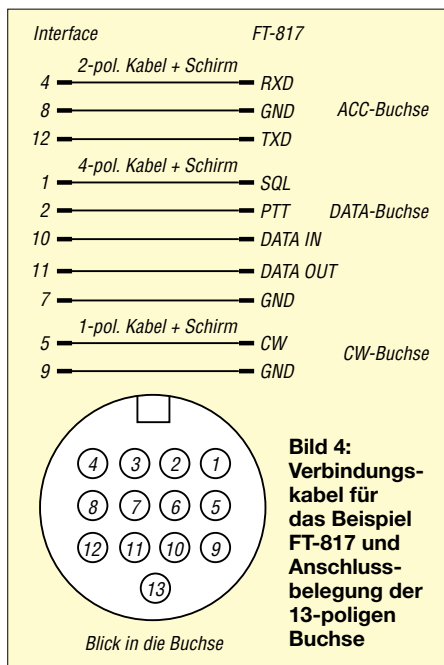 Interface FT-817
2-pol. Kabel + Schirm
4 RXD
8 GND ACC-Buchse
12 TXD
4-pol. Kabel + Schirm
1 SQL
2 PTT DATA-Buchse
10 DATA IN
11 DATA OUT
7 GND
1-pol. Kabel + Schirm
5 CW
9 GND CW-Buchse
4 3 2 1
8 7 6 5
12 11 10 9
13
Blick in die Buchse
Bild 4:
Verbindungs-
kabel für
das Beispiel
FT-817 und
Anschluss-
belegung der
13-poligen
Buchse